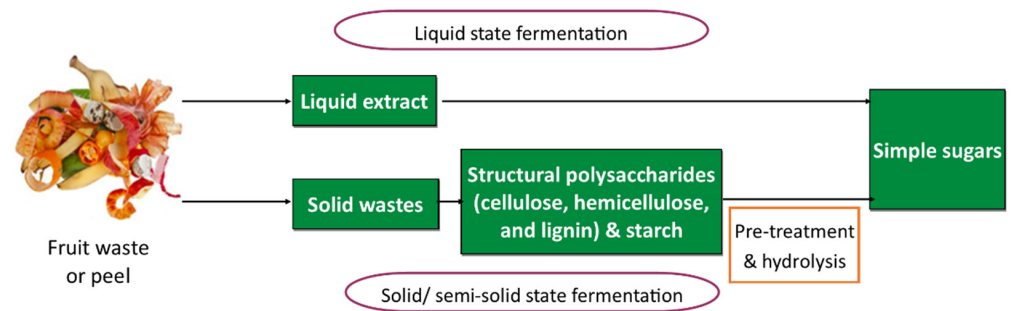 Liquid state fermentation
Liquid extract
Simple sugars
Solid wastes
Structural polysaccharides
(cellulose, hemicellulose,
and lignin) & starch
Pre-treatment
& hydrolysis
Fruit waste
or peel
Solid/ semi-solid state fermentation